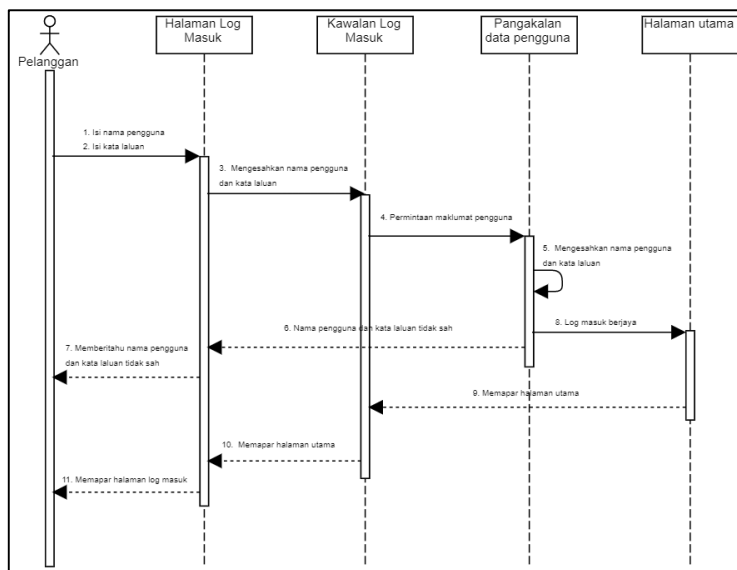 Pelanggan
Halaman Log
Masuk
Kawalan Log
Masuk
Pangakalan
data pengguna
Halaman utama
1. Isi nama pengguna
2. Isi kata laluan
3. Mengesahkan nama pengguna
dan kata laluan
4. Permintaan maklumat pengguna
5. Mengesahkan nama pengguna
dan kata laluan
6. Nama pengguna dan kata laluan tidak sah
8. Log masuk berjaya
7. Memberitahu nama pengguna
dan kata laluan tidak sah
9. Memapar halaman utama
10. Memapar halaman utama
11. Memapar halaman log masuk